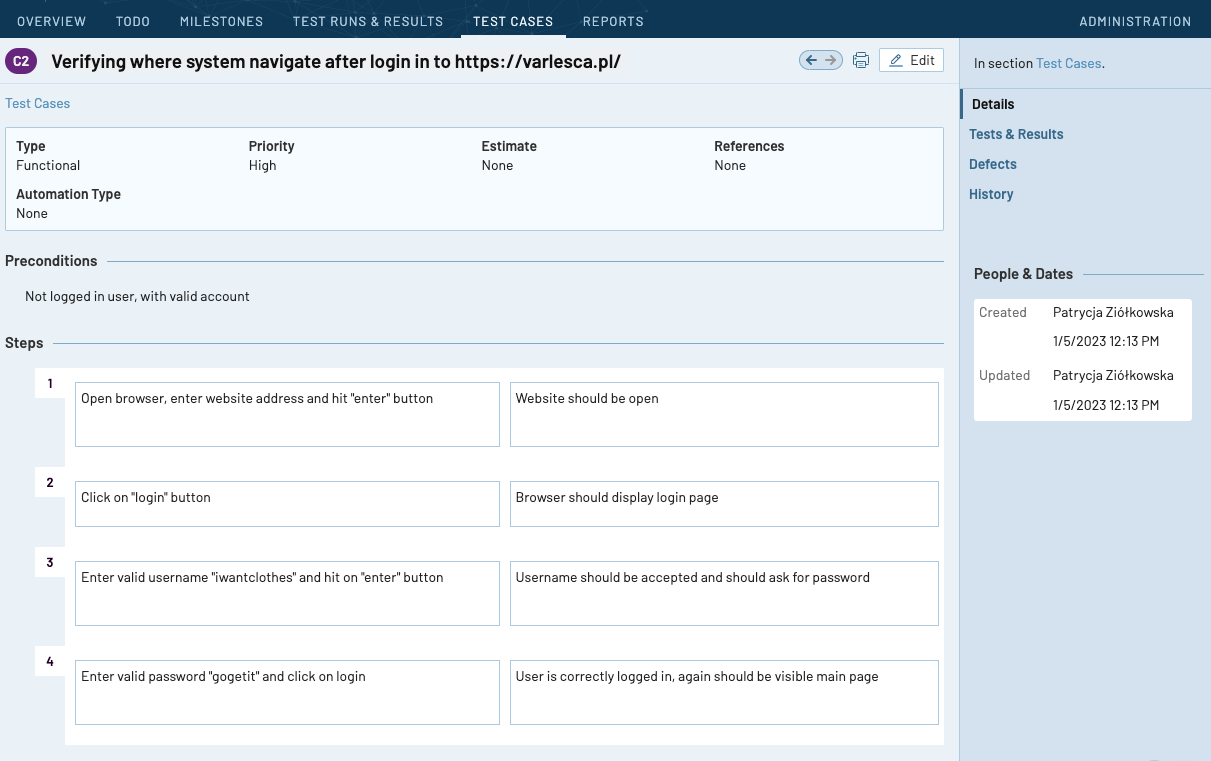 OVERVIEW TODO MILESTONES TEST RUNS & RESULTS TEST CASES REPORTS ADMINISTRATION
C2 Verifying where system navigate after login in to https://varlesca.pl/ Edit
Test Cases
Type Priority Estimate References
Functional High None None
Automation Type
None
Preconditions
Not logged in user, with valid account
Steps
1
Open browser, enter website address and hit "enter" button Website should be open
2
Click on "login" button Browser should display login page
3
Enter valid username "iwantclothes" and hit on "enter" button Username should be accepted and should ask for password
4
Enter valid password "gogetit" and click on login User is correctly logged in, again should be visible main page
In section Test Cases.
Details
Tests & Results
Defects
History
People & Dates
Created Patrycja Ziółkowska
1/5/2023 12:13 PM
Updated Patrycja Ziółkowska
1/5/2023 12:13 PM